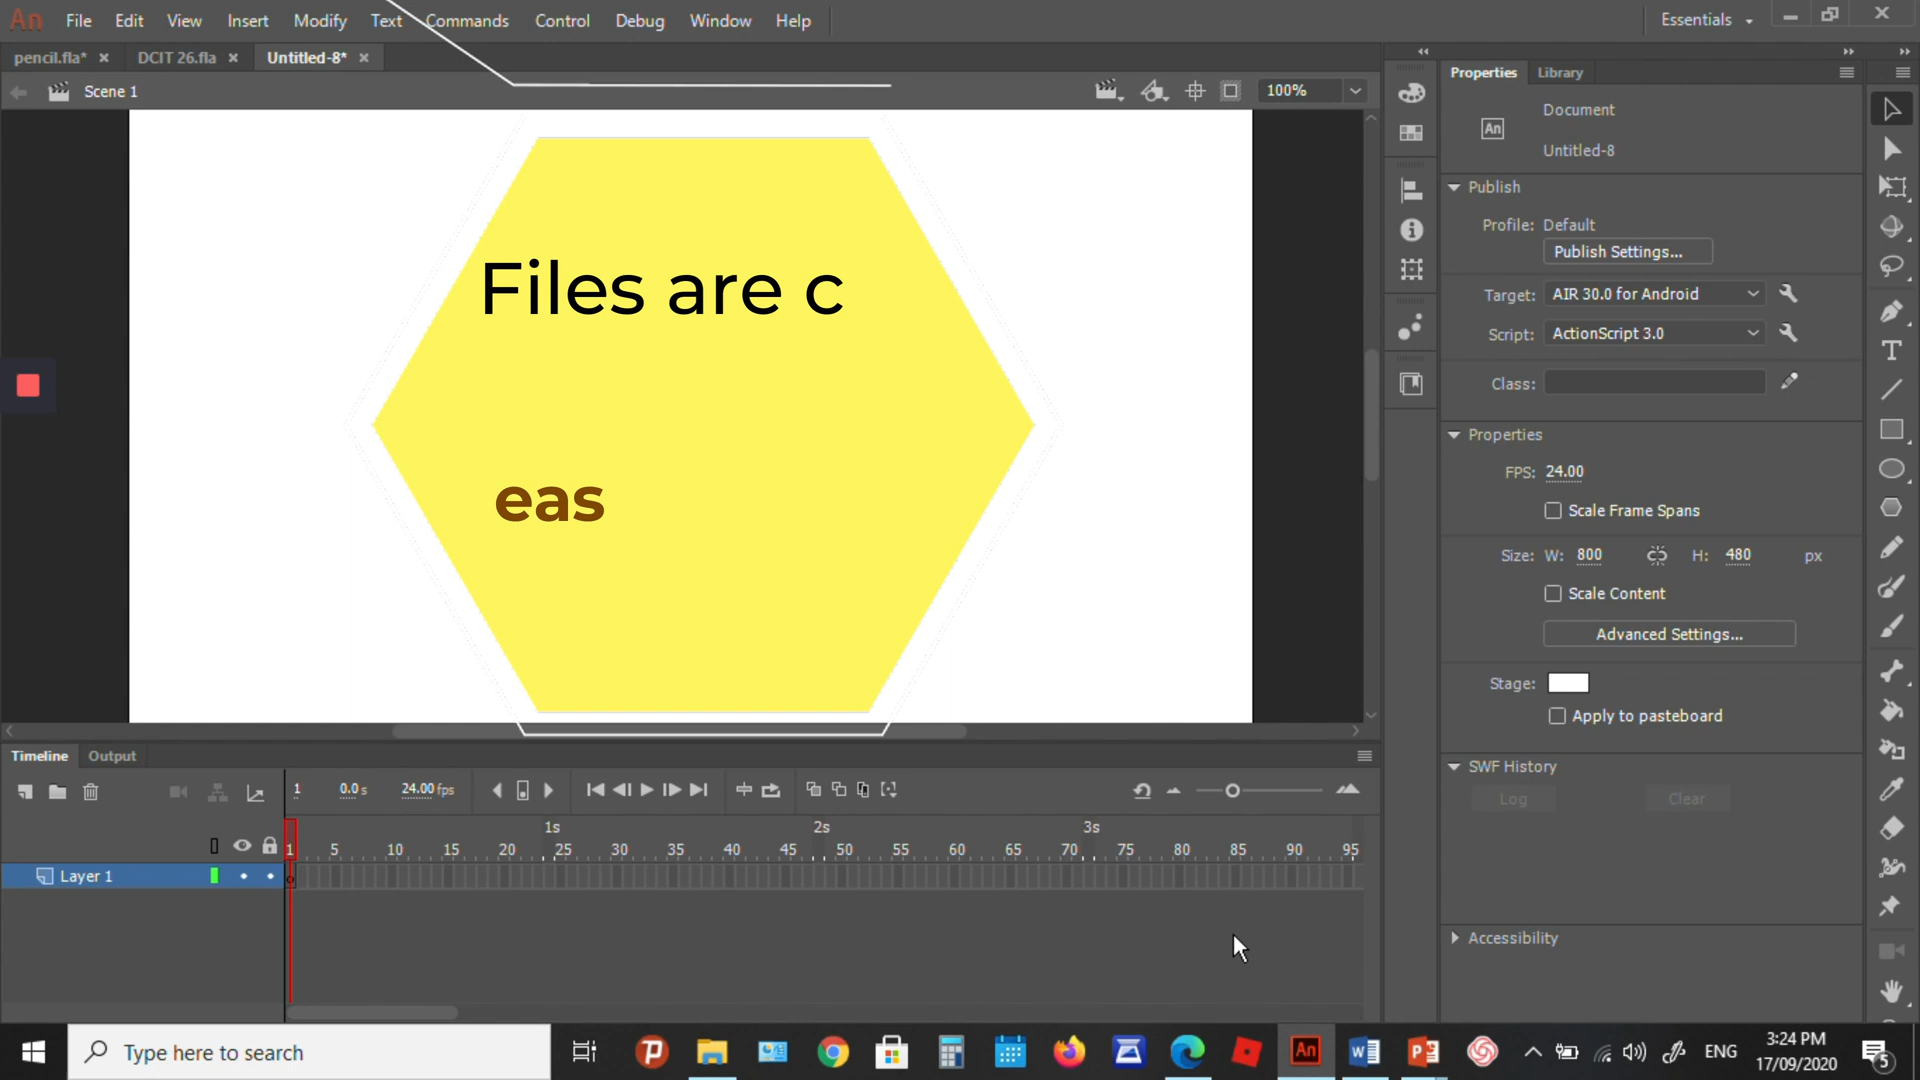 An File Edit View Insert Modify Text Commands Control Debug Window Help Essentials
pencil.fla* DCIT 26.fla Untitled-8*
Scene 1 100%
Properties Library
An Document
Untitled-8
Publish
Profile: Default
Publish Settings...
Target: AIR 30.0 for Android
Script: ActionScript 3.0
Class:
Properties
FPS: 24.00
Scale Frame Spans
Size: W: 800 H: 480 px
Scale Content
Advanced Settings...
Stage:
Apply to pasteboard
SWF History
Log Clear
Accessibility
Files are c
eas
Timeline Output
1 0.0 s 24.00 fps
1s 2s 3s
1 5 10 15 20 25 30 35 40 45 50 55 60 65 70 75 80 85 90 95
Layer 1
Type here to search
An
ENG
3:24 PM
17/09/2020
5